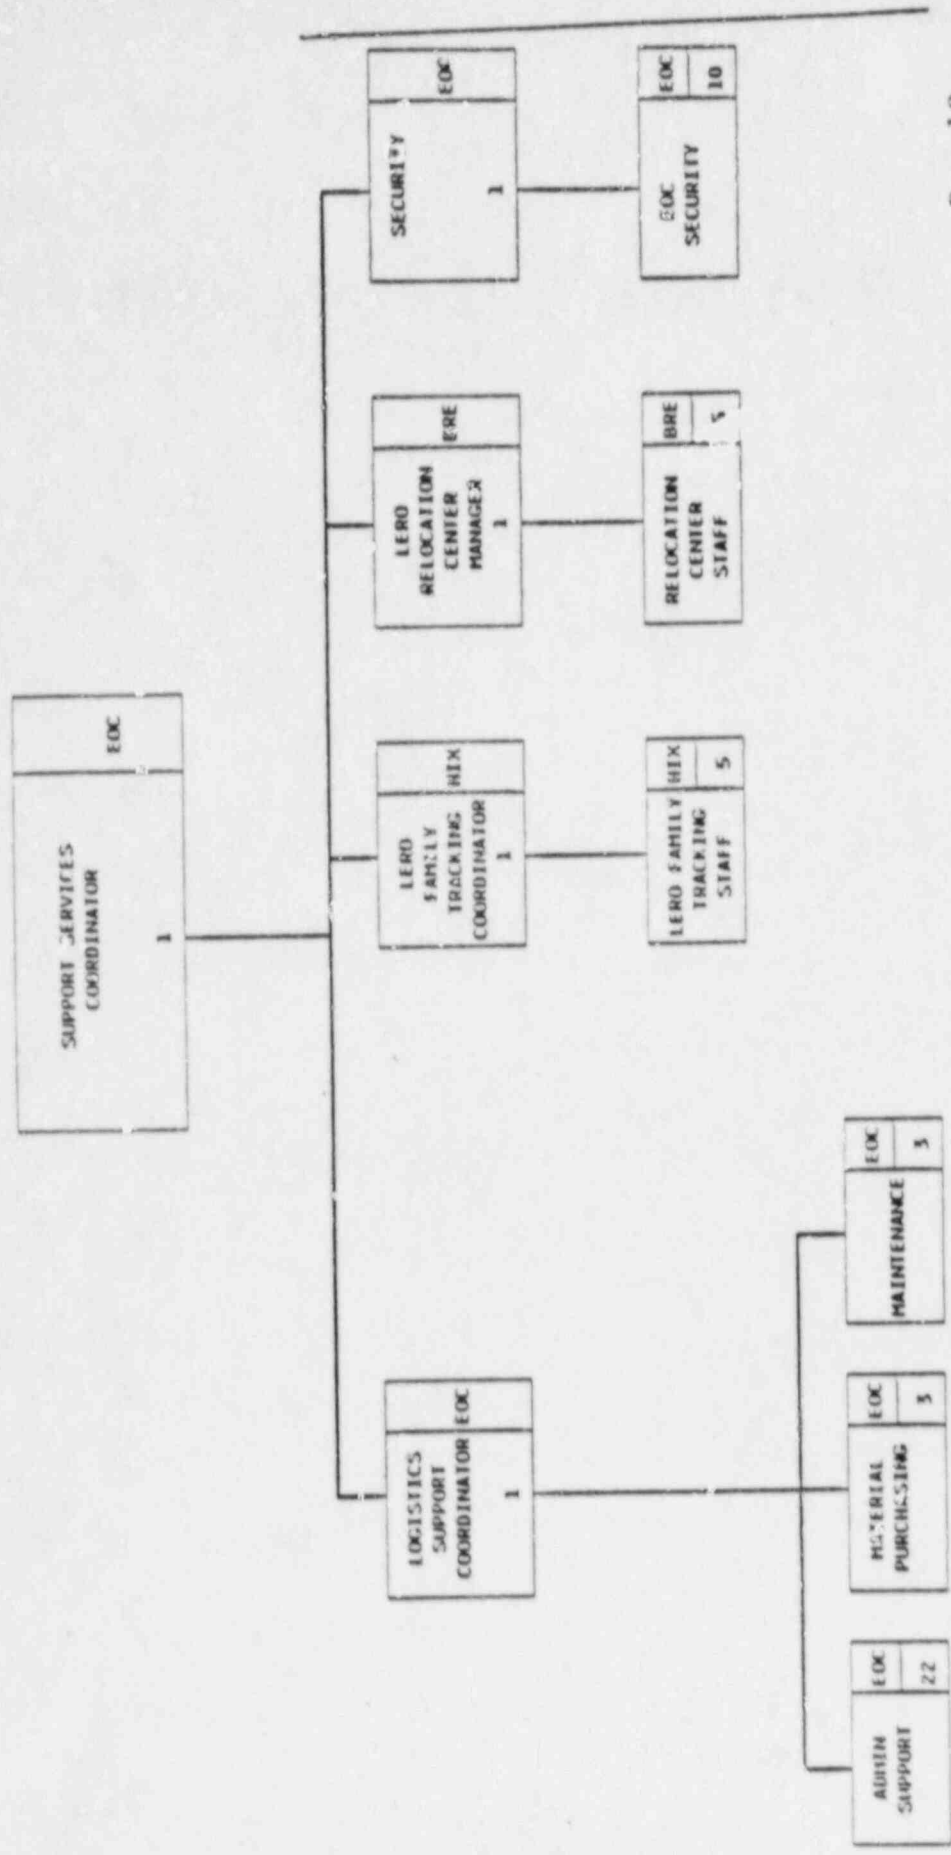 SUPPORT SERVICES
COORDINATOR
1
EOC
LOGISTICS
SUPPORT
COORDINATOR
1
EOC
LERO
FAMILY
TRACKING
COORDINATOR
1
HIX
LERO
RELOCATION
CENTER
MANAGER
1
BRE
SECURITY
1
EOC
LERO FAMILY
TRACKING
STAFF
HIX
5
RELOCATION
CENTER
STAFF
BRE
EOC
SECURITY
EOC
10
ADMIN
SUPPORT
EOC
22
MATERIAL
PURCHASING
EOC
3
MAINTENANCE
EOC
3